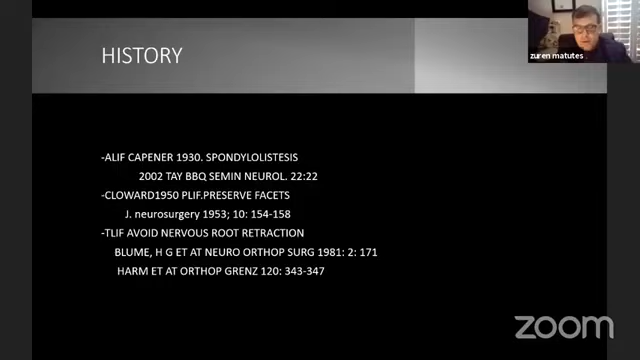 HISTORY
zuren matutes
-ALIF CAPENER 1930. SPONDYLOLISTESIS
2002 TAY BBQ SEMIN NEUROL. 22:22
-CLOWARD1950 PLIF.PRESERVE FACETS
J. neurosurgery 1953; 10: 154-158
-TLIF AVOID NERVOUS ROOT RETRACTION
BLUME, H G ET AT NEURO ORTHOP SURG 1981: 2: 171
HARM ET AT ORTHOP GRENZ 120: 343-347
zoom